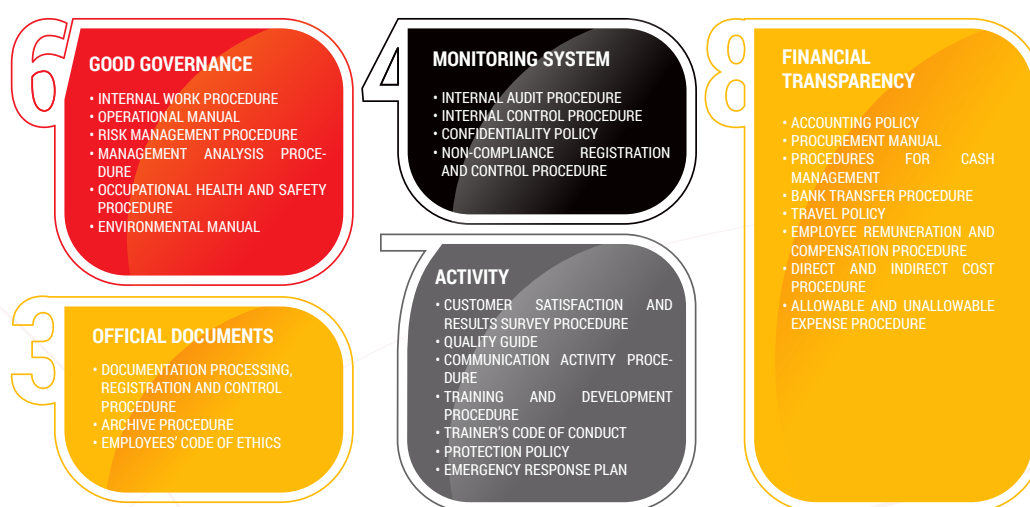 6
GOOD GOVERNANCE
• INTERNAL WORK PROCEDURE
• OPERATIONAL MANUAL
• RISK MANAGEMENT PROCEDURE
• MANAGEMENT ANALYSIS PROCE-
DURE
• OCCUPATIONAL HEALTH AND SAFETY
PROCEDURE
• ENVIRONMENTAL MANUAL
3
OFFICIAL DOCUMENTS
• DOCUMENTATION PROCESSING,
REGISTRATION AND CONTROL
PROCEDURE
• ARCHIVE PROCEDURE
• EMPLOYEES' CODE OF ETHICS
4
MONITORING SYSTEM
• INTERNAL AUDIT PROCEDURE
• INTERNAL CONTROL PROCEDURE
• CONFIDENTIALITY POLICY
• NON-COMPLIANCE REGISTRATION
AND CONTROL PROCEDURE
7
ACTIVITY
• CUSTOMER SATISFACTION AND
RESULTS SURVEY PROCEDURE
• QUALITY GUIDE
• COMMUNICATION ACTIVITY PROCE-
DURE
• TRAINING AND DEVELOPMENT
PROCEDURE
• TRAINER'S CODE OF CONDUCT
• PROTECTION POLICY
• EMERGENCY RESPONSE PLAN
8
FINANCIAL
TRANSPARENCY
• ACCOUNTING POLICY
• PROCUREMENT MANUAL
• PROCEDURES FOR CASH
MANAGEMENT
• BANK TRANSFER PROCEDURE
• TRAVEL POLICY
• EMPLOYEE REMUNERATION AND
COMPENSATION PROCEDURE
• DIRECT AND INDIRECT COST
PROCEDURE
• ALLOWABLE AND UNALLOWABLE
EXPENSE PROCEDURE